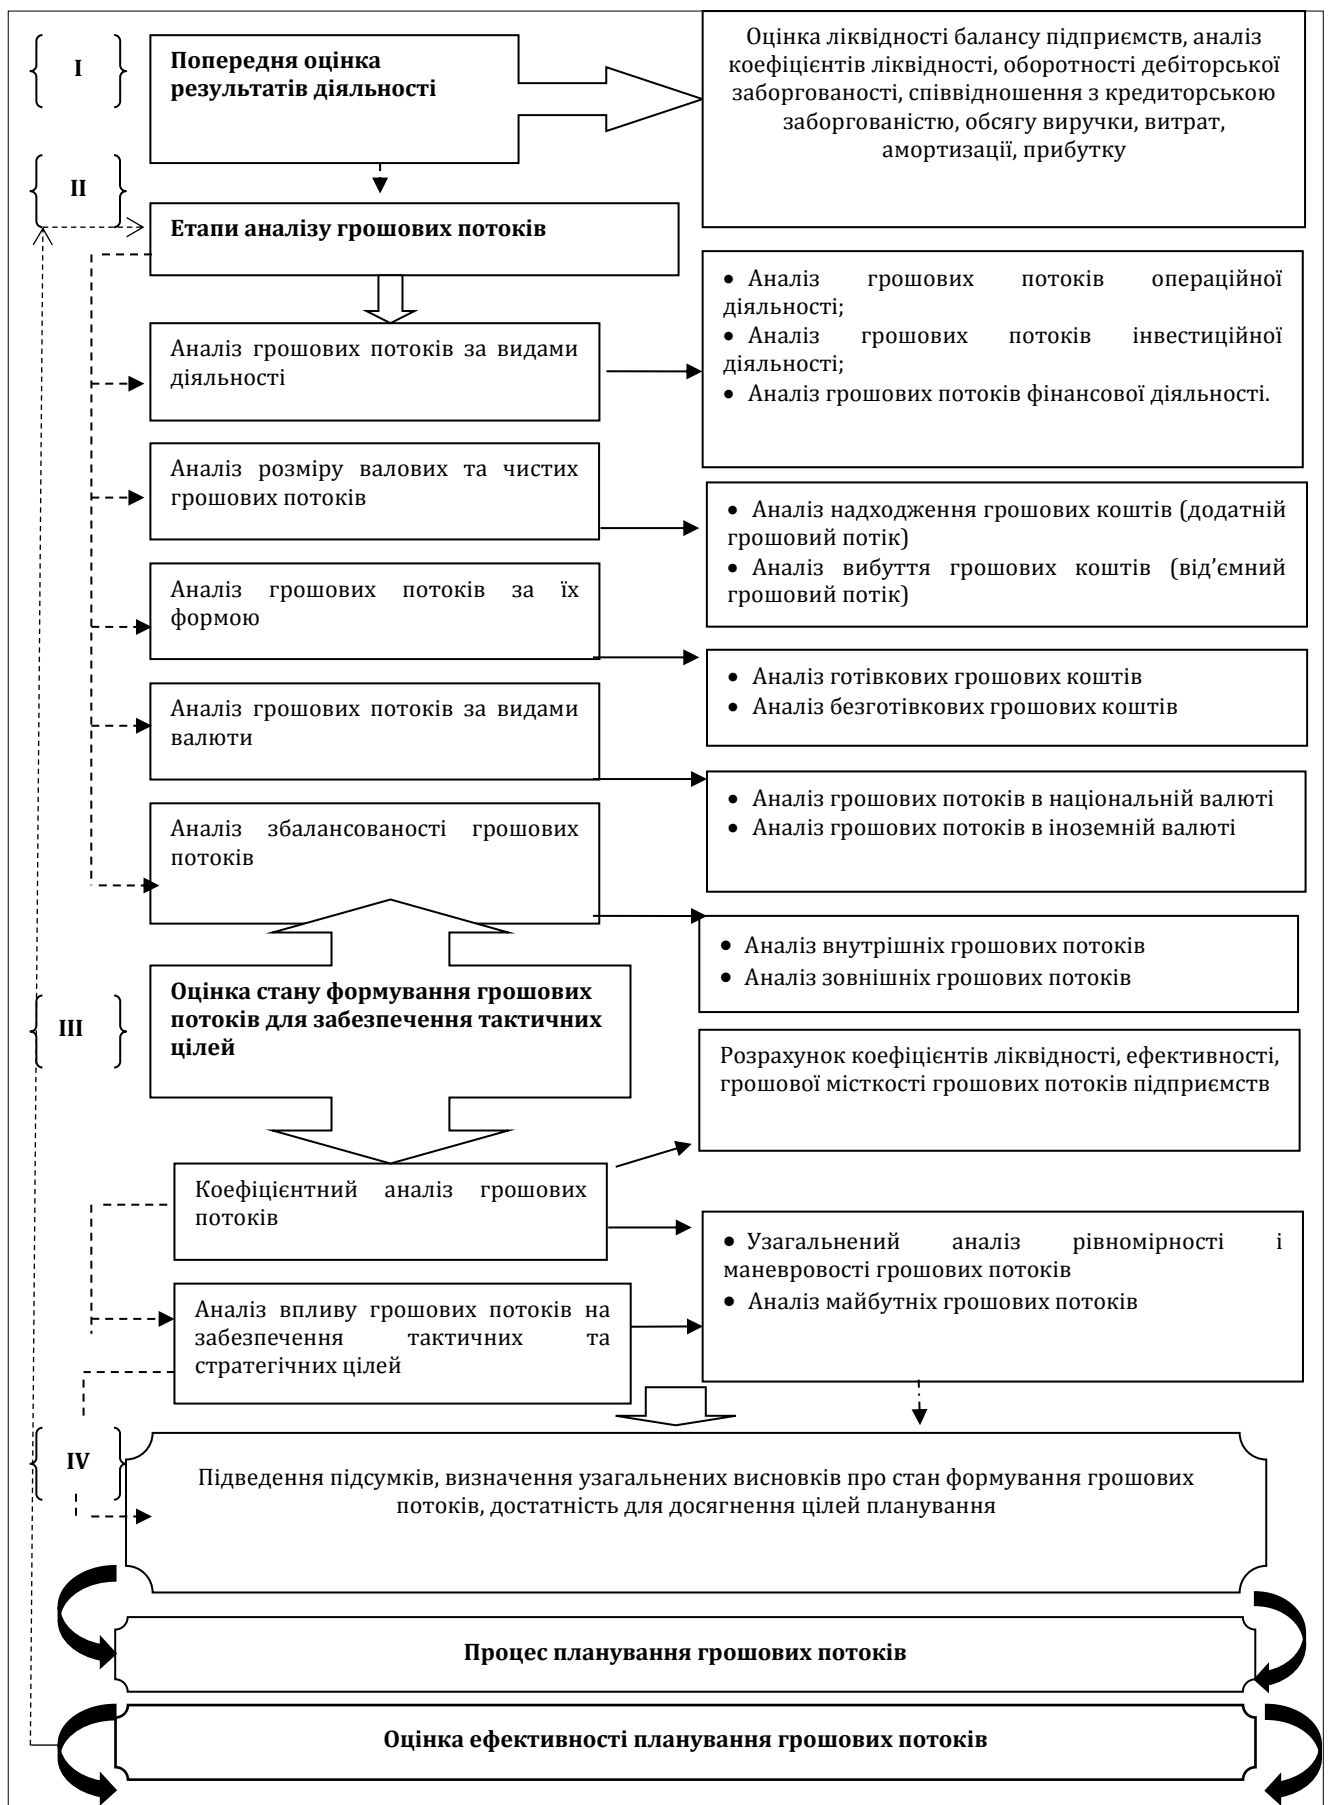 I
Попередня оцінка
результатів діяльності
Оцінка ліквідності балансу підприємств, аналіз
коефіцієнтів ліквідності, оборотності дебіторської
заборгованості, співвідношення з кредиторською
заборгованістю, обсягу виручки, витрат,
амортизації, прибутку
II
Етапи аналізу грошових потоків
• Аналіз грошових потоків операційної
діяльності;
• Аналіз грошових потоків інвестиційної
діяльності;
• Аналіз грошових потоків фінансової діяльності.
Аналіз грошових потоків за видами
діяльності
Аналіз розміру валових та чистих
грошових потоків
• Аналіз надходження грошових коштів (додатній
грошовий потік)
• Аналіз вибуття грошових коштів (від’ємний
грошовий потік)
Аналіз грошових потоків за їх
формою
• Аналіз готівкових грошових коштів
• Аналіз безготівкових грошових коштів
Аналіз грошових потоків за видами
валюти
• Аналіз грошових потоків в національній валюті
• Аналіз грошових потоків в іноземній валюті
Аналіз збалансованості грошових
потоків
• Аналіз внутрішніх грошових потоків
• Аналіз зовнішніх грошових потоків
III
Оцінка стану формування грошових
потоків для забезпечення тактичних
цілей
Розрахунок коефіцієнтів ліквідності, ефективності,
грошової місткості грошових потоків підприємств
Коефіцієнтний аналіз грошових
потоків
• Узагальнений аналіз рівномірності і
маневровості грошових потоків
• Аналіз майбутніх грошових потоків
Аналіз впливу грошових потоків на
забезпечення тактичних та
стратегічних цілей
IV
Підведення підсумків, визначення узагальнених висновків про стан формування грошових
потоків, достатність для досягнення цілей планування
Процес планування грошових потоків
Оцінка ефективності планування грошових потоків